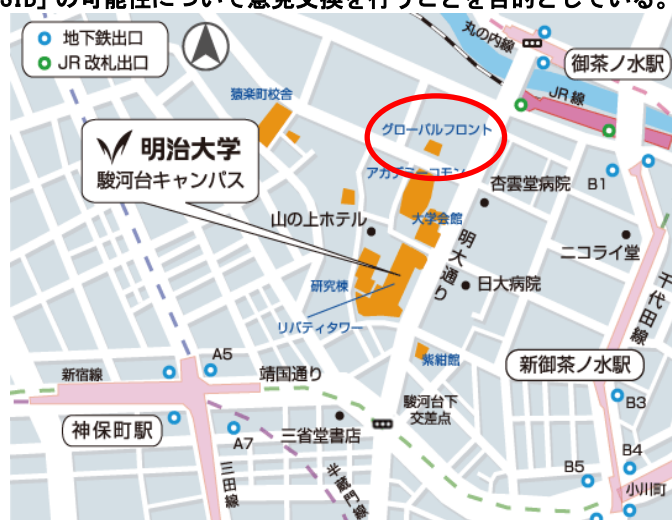 」の可能性について意見交換を行うことを目的としている。
地下鉄出口
JR改札出口
丸の内線
御茶ノ水駅
JR線
猿楽町校舎
グローバルフロント
明治大学
駿河台キャンパス
アカデミーコモン
杏雲堂病院
B1
山の上ホテル
大学会館
明大通り
ニコライ堂
研究棟
日大病院
千代田線
リバティタワー
紫紺館
新御茶ノ水駅
A5
新宿線
靖国通り
駿河台下
交差点
B3
神保町駅
A7
三省堂書店
三田線
半蔵門線
B4
B5
小川町